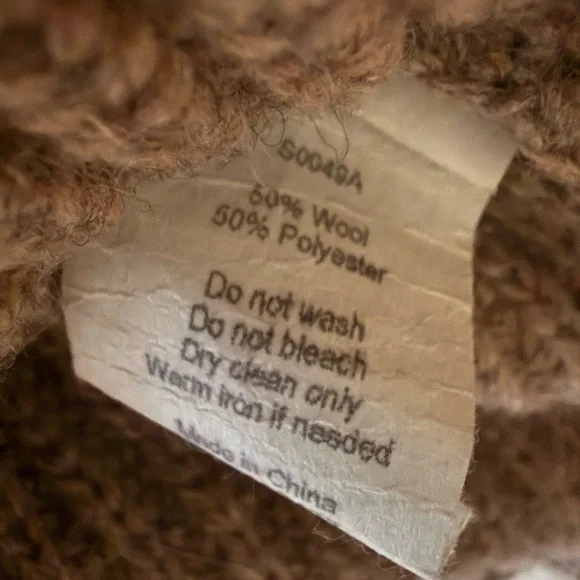 S0049A
50% Wool
50% Polyester
Do not wash
Do not bleach
Dry clean only
Warm iron if needed
Made in China